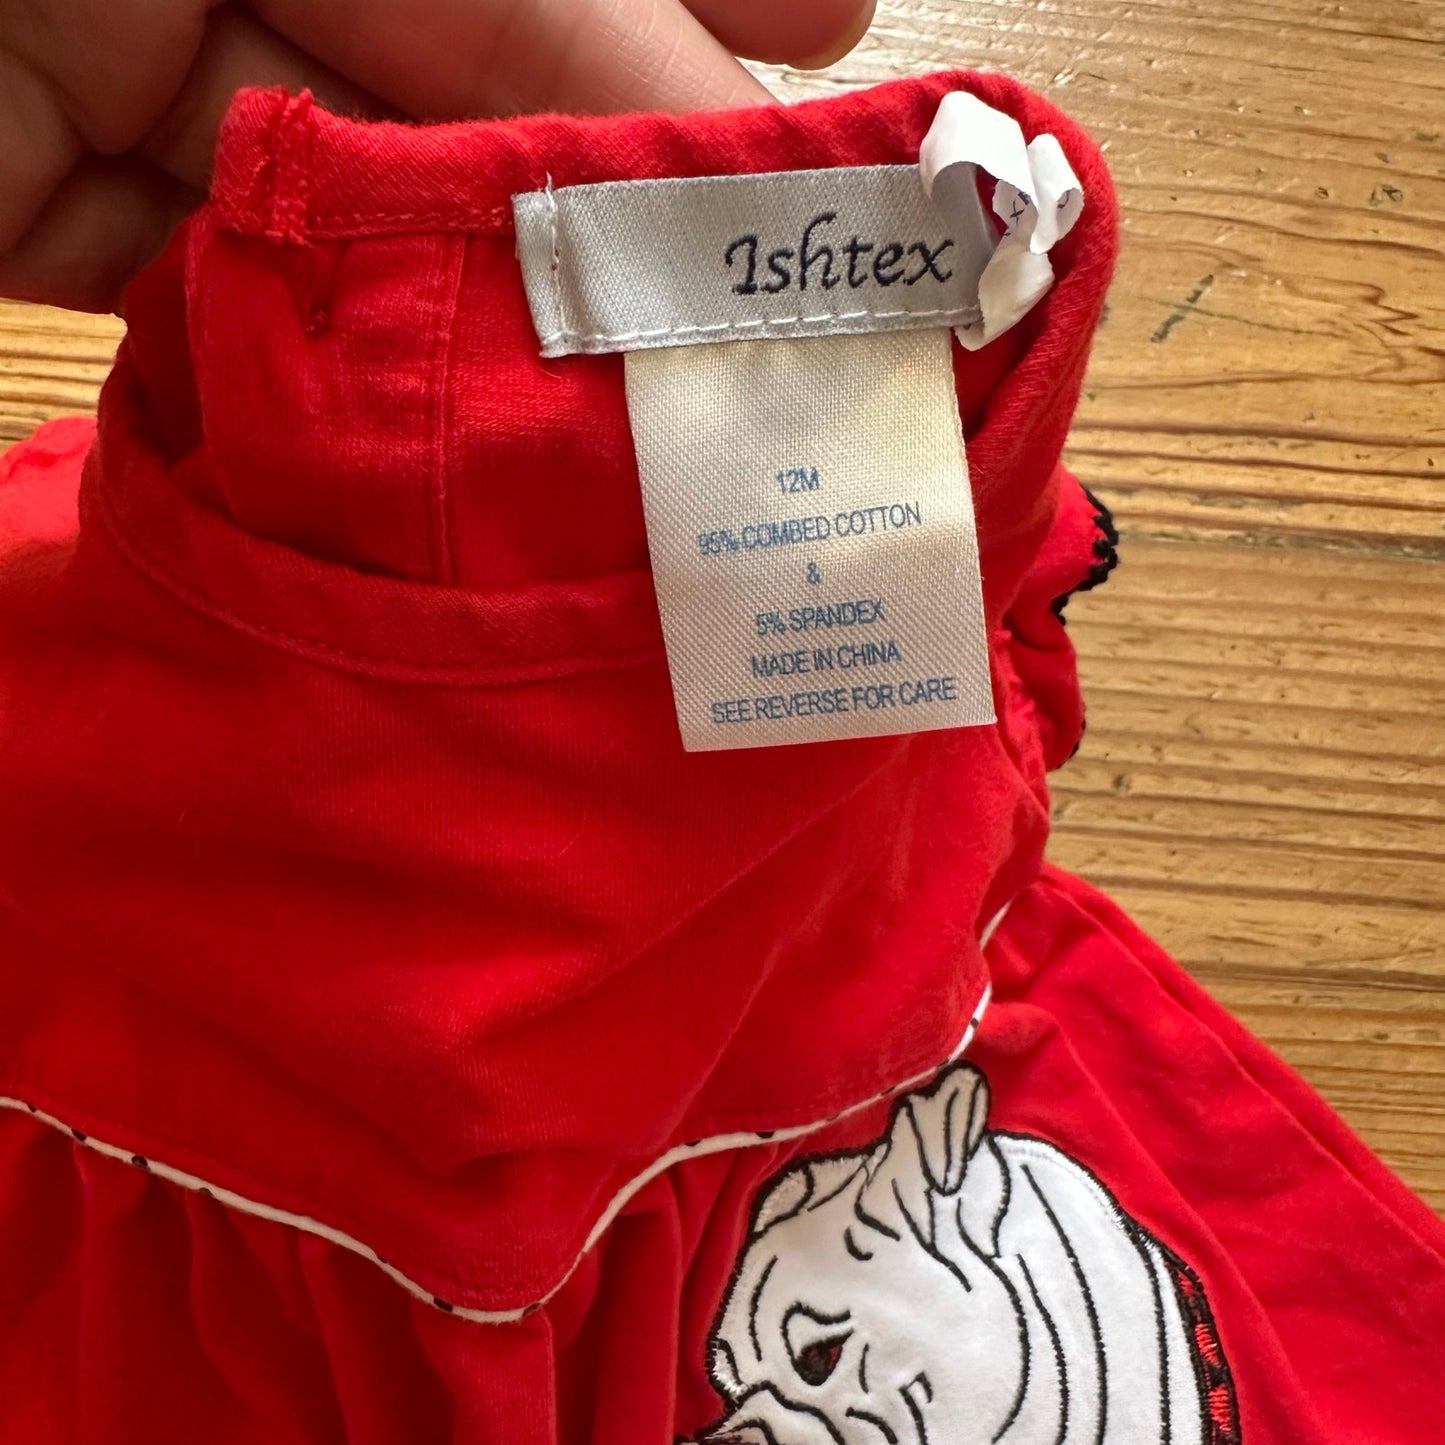 Ishtex
12M
95% COMBED COTTON
&
5% SPANDEX
MADE IN CHINA
SEE REVERSE FOR CARE